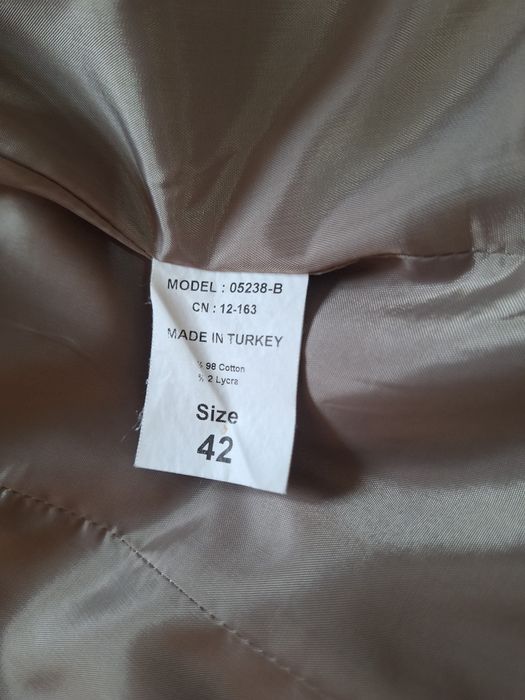 MODEL : 05238-B
CN : 12-163
MADE IN TURKEY
% 98 Cotton
% 2 Lycra
Size
42